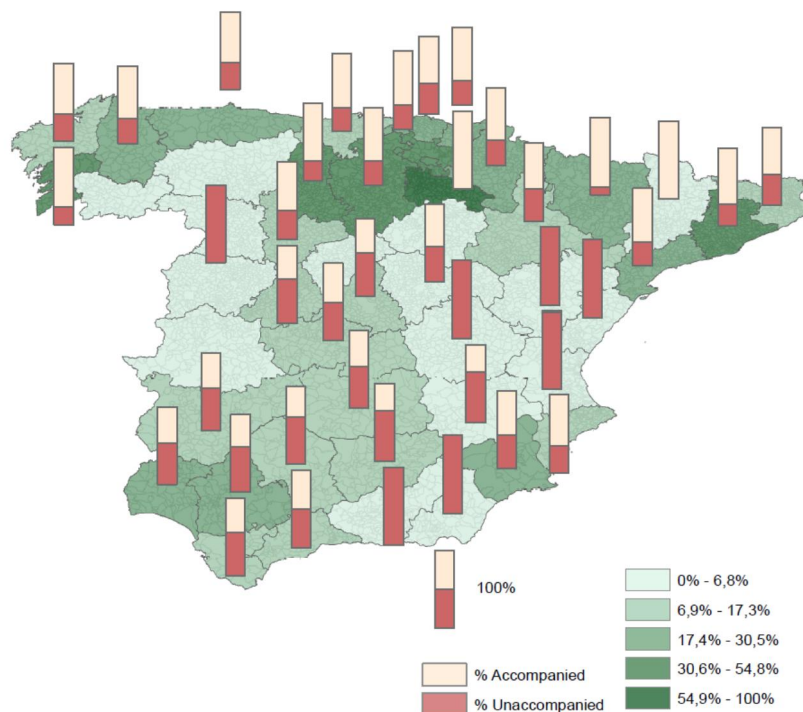 100%
% Accompanied
% Unaccompanied
0% - 6,8%
6,9% - 17,3%
17,4% - 30,5%
30,6% - 54,8%
54,9% - 100%